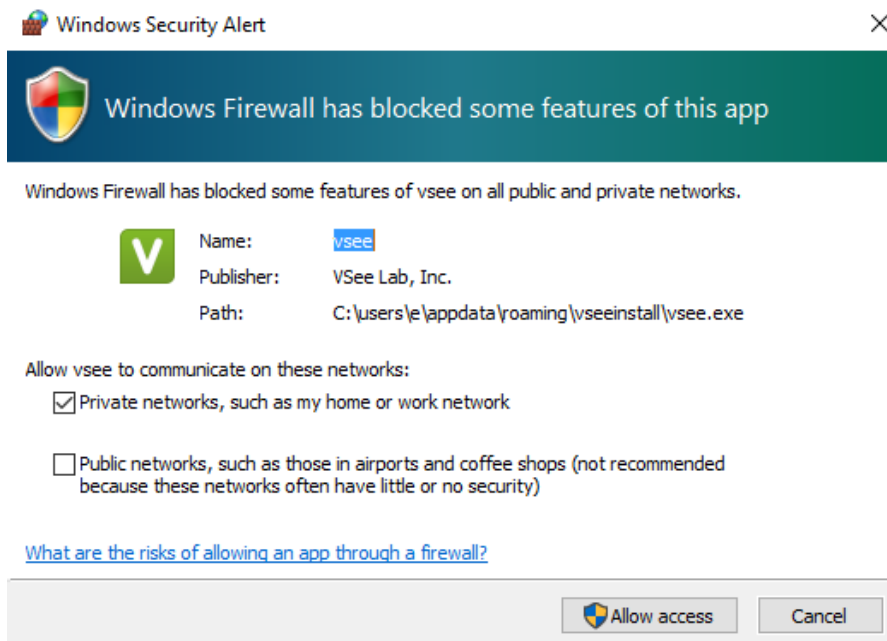 Windows Security Alert
Windows Firewall has blocked some features of this app
Windows Firewall has blocked some features of vsee on all public and private networks.
V
Name: vsee
Publisher: VSee Lab, Inc.
Path: C:\users\e\appdata\roaming\vseeinstall\vsee.exe
Allow vsee to communicate on these networks:
Private networks, such as my home or work network
Public networks, such as those in airports and coffee shops (not recommended
because these networks often have little or no security)
What are the risks of allowing an app through a firewall?
Allow access Cancel